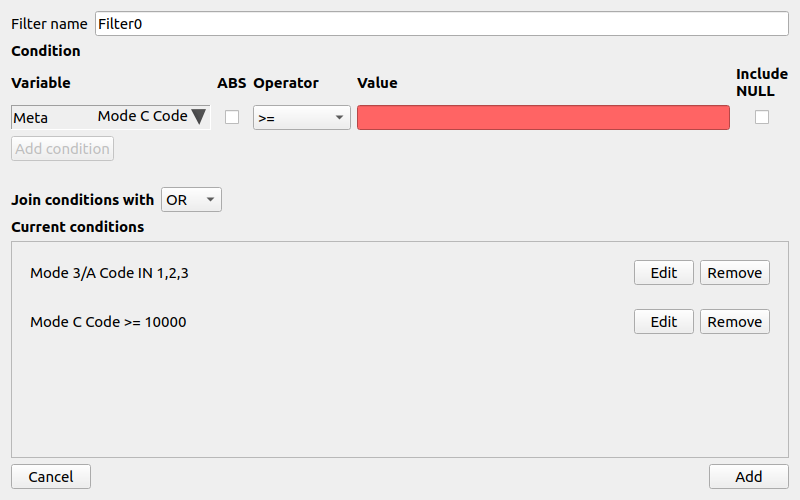 Filter name Filter0
Condition
Variable ABS Operator Value Include NULL
Meta Mode C Code >=
Add condition
Join conditions with OR
Current conditions
Mode 3/A Code IN 1,2,3 Edit Remove
Mode C Code >= 10000 Edit Remove
Cancel Add